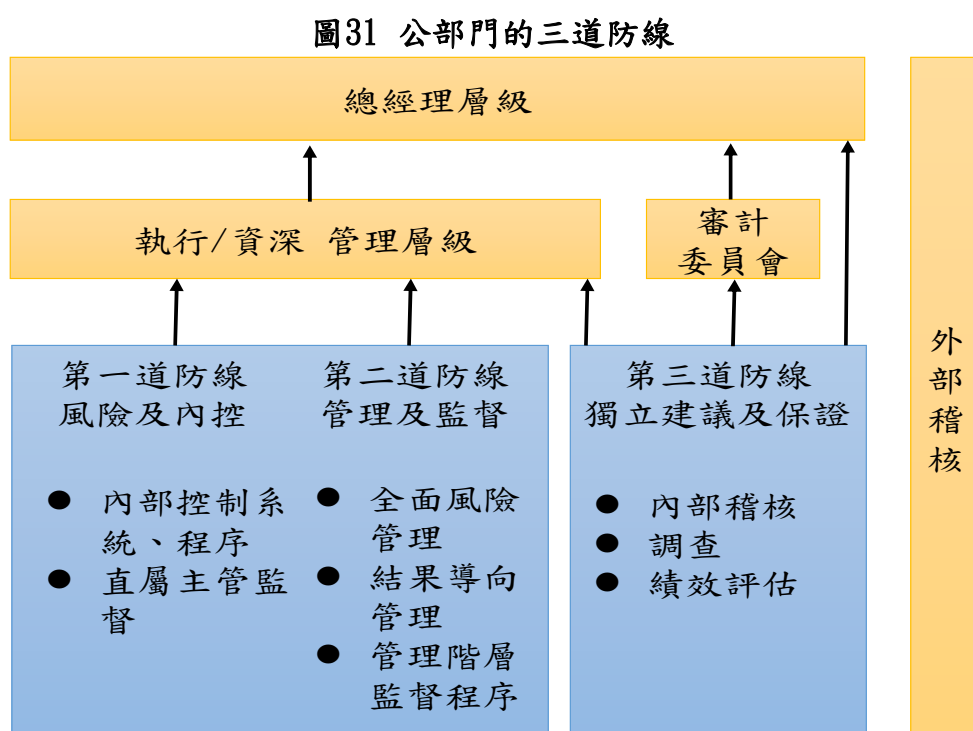 圖31 公部門的三道防線
總經理層級
執行/資深 管理層級
審計
委員會
第一道防線
風險及內控
● 內部控制系
統、程序
● 直屬主管監
督
第二道防線
管理及監督
● 全面風險
管理
● 結果導向
管理
● 管理階層
監督程序
第三道防線
獨立建議及保證
● 內部稽核
● 調查
● 績效評估
外
部
稽
核